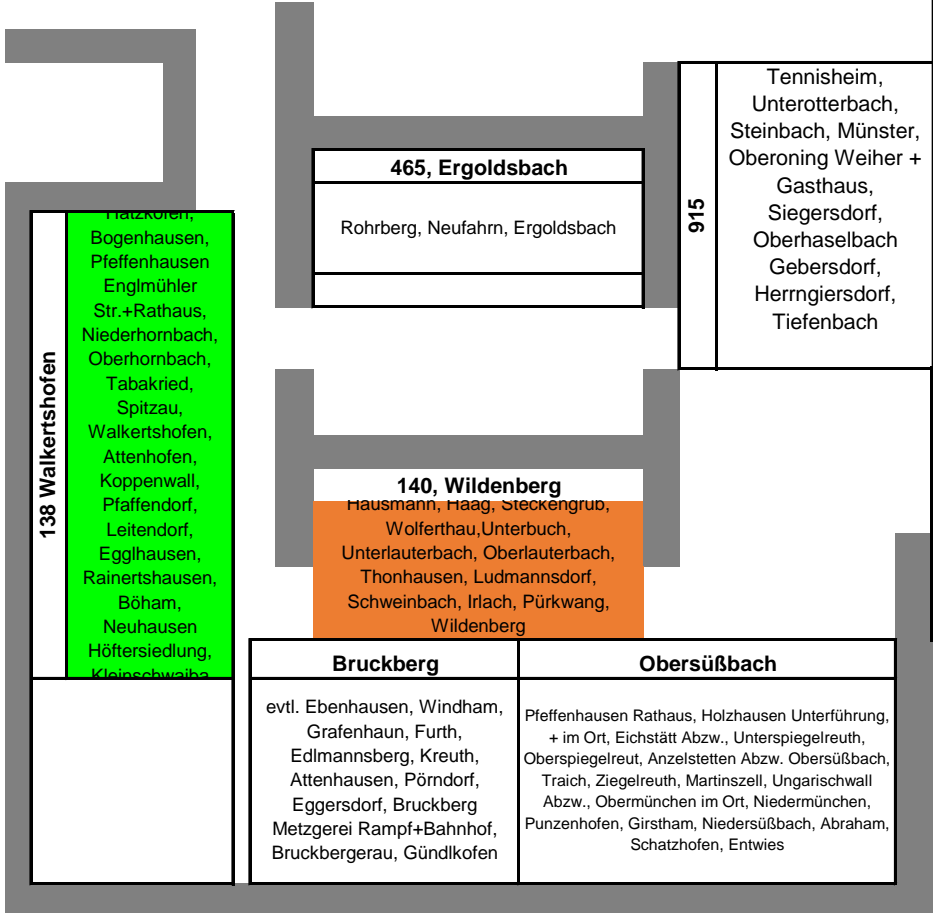 138 Walkertshofen
Hatzkofen,
Bogenhausen,
Pfeffenhausen
Englmühler
Str.+Rathaus,
Niederhornbach,
Oberhornbach,
Tabakried,
Spitzau,
Walkertshofen,
Attenhofen,
Koppenwall,
Pfaffendorf,
Leitendorf,
Egglhausen,
Rainertshausen,
Böham,
Neuhausen
Höftersiedlung,
Kleinschwaiba
465, Ergoldsbach
Rohrberg, Neufahrn, Ergoldsbach
915
Tennisheim,
Unterotterbach,
Steinbach, Münster,
Oberoning Weiher +
Gasthaus,
Siegersdorf,
Oberhaselbach
Gebersdorf,
Herrngiersdorf,
Tiefenbach
140, Wildenberg
Hausmann, Haag, Steckengrub,
Wolferthau,Unterbuch,
Unterlauterbach, Oberlauterbach,
Thonhausen, Ludmannsdorf,
Schweinbach, Irlach, Pürkwang,
Wildenberg
Bruckberg
evtl. Ebenhausen, Windham,
Grafenhaun, Furth,
Edlmannsberg, Kreuth,
Attenhausen, Pörndorf,
Eggersdorf, Bruckberg
Metzgerei Rampf+Bahnhof,
Bruckbergerau, Gündlkofen
Obersüßbach
Pfeffenhausen Rathaus, Holzhausen Unterführung,
+ im Ort, Eichstätt Abzw., Unterspiegelreuth,
Oberspiegelreut, Anzelstetten Abzw. Obersüßbach,
Traich, Ziegelreuth, Martinszell, Ungarischwall
Abzw., Obermünchen im Ort, Niedermünchen,
Punzenhofen, Girstham, Niedersüßbach, Abraham,
Schatzhofen, Entwies